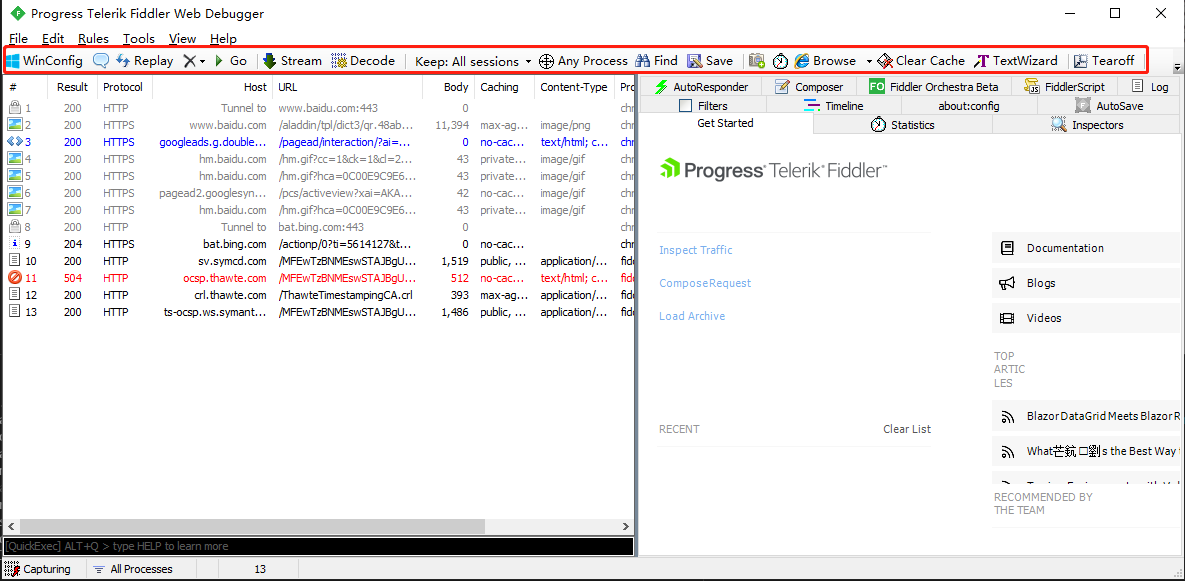 Progress Telerik Fiddler Web Debugger
File Edit Rules Tools View Help
WinConfig Replay Go Stream Decode Keep: All sessions Any Process Find Save Browse Clear Cache TextWizard Tearoff
# Result Protocol Host URL Body Caching Content-Type Pro
1 200 HTTP Tunnel to www.baidu.com:443 0 chr
2 200 HTTPS www.baidu.com /aladdin/tpl/dict3/qr.48ab... 11,394 max-ag... image/png chr
3 200 HTTPS googleads.g.double... /pagead/interaction/?ai=... 0 no-cac... text/html; c... chr
4 200 HTTPS hm.baidu.com /hm.gif?cc=1&ck=1&cl=2... 43 private... image/gif chr
5 200 HTTPS hm.baidu.com /hm.gif?hca=0C00E9C9E6... 43 private... image/gif chr
6 200 HTTPS pagead2.googlesyn... /pcs/activeview?xai=AKA... 42 no-cac... image/gif chr
7 200 HTTPS hm.baidu.com /hm.gif?hca=0C00E9C9E6... 43 private... image/gif chr
8 200 HTTP Tunnel to bat.bing.com:443 0 chr
9 204 HTTPS bat.bing.com /actionp/0?ti=5614127&t... 0 no-cac... chr
10 200 HTTP sv.symcd.com /MFEwTzBNMEswSTAJBgU... 1,519 public, ... application/... fidd
11 504 HTTP ocsp.thawte.com /MFEwTzBNMEswSTAJBgU... 512 no-cac... text/html; c... fidd
12 200 HTTP crl.thawte.com /ThawteTimestampingCA.crl 393 max-ag... application/... fidd
13 200 HTTP ts-ocsp.ws.symant... /MFEwTzBNMEswSTAJBgU... 1,486 public, ... application/... fidd
[QuickExec] ALT+Q > type HELP to learn more
Capturing All Processes 13
AutoResponder Composer FO Fiddler Orchestra Beta FiddlerScript Log
Filters Timeline about:config AutoSave
Get Started Statistics Inspectors
Progress® Telerik® Fiddler™
Inspect Traffic
ComposeRequest
Load Archive
RECENT Clear List
Documentation
Blogs
Videos
TOP
ARTIC
LES
Blazor DataGrid Meets Blazor R
s the Best Way
RECOMMENDED BY
THE TEAM